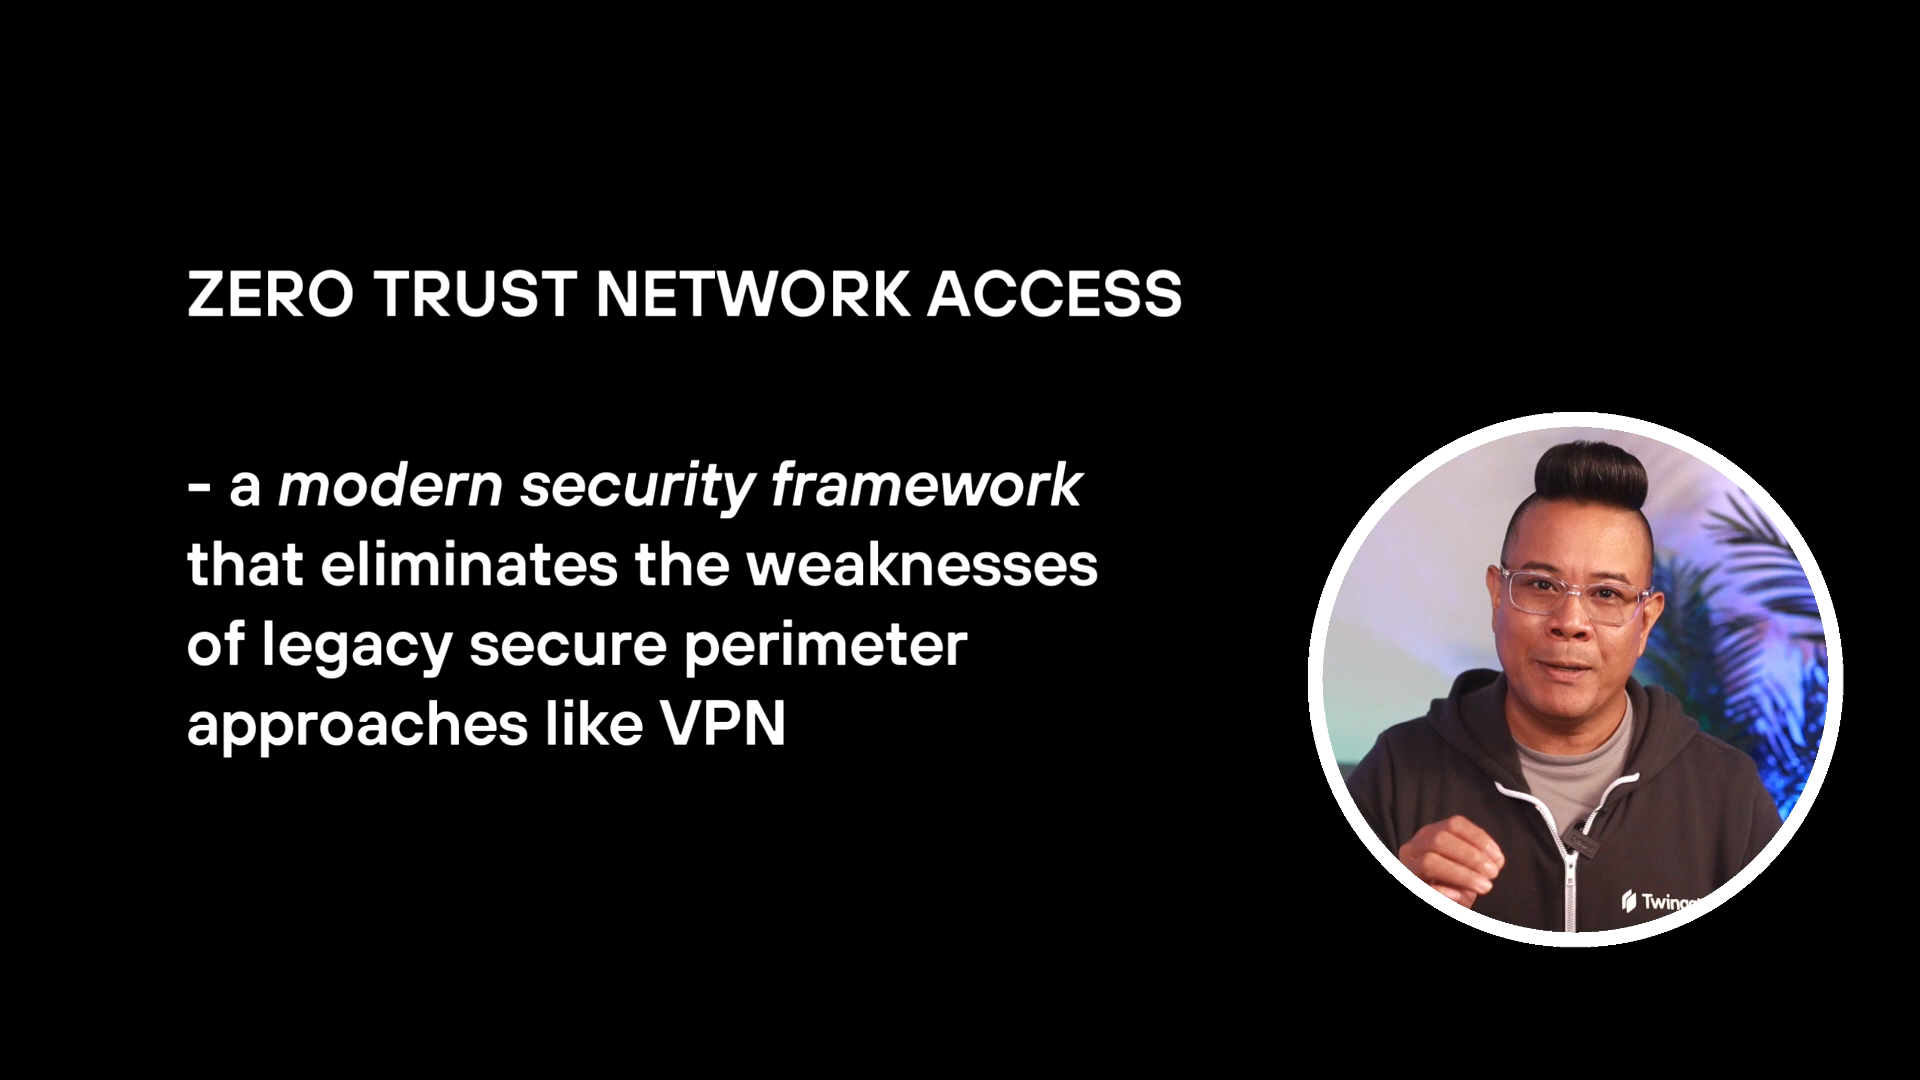 ZERO TRUST NETWORK ACCESS
- a modern security framework
that eliminates the weaknesses
of legacy secure perimeter
approaches like VPN